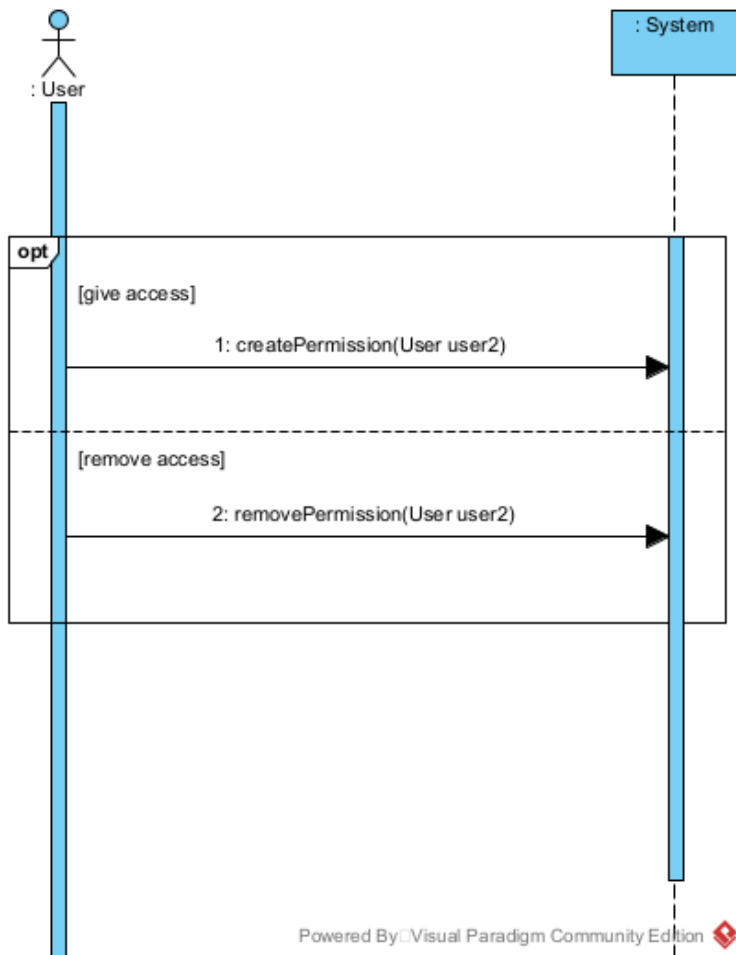 : User
: System
opt
[give access]
1: createPermission(User user2)
[remove access]
2: removePermission(User user2)
Powered By Visual Paradigm Community Edition